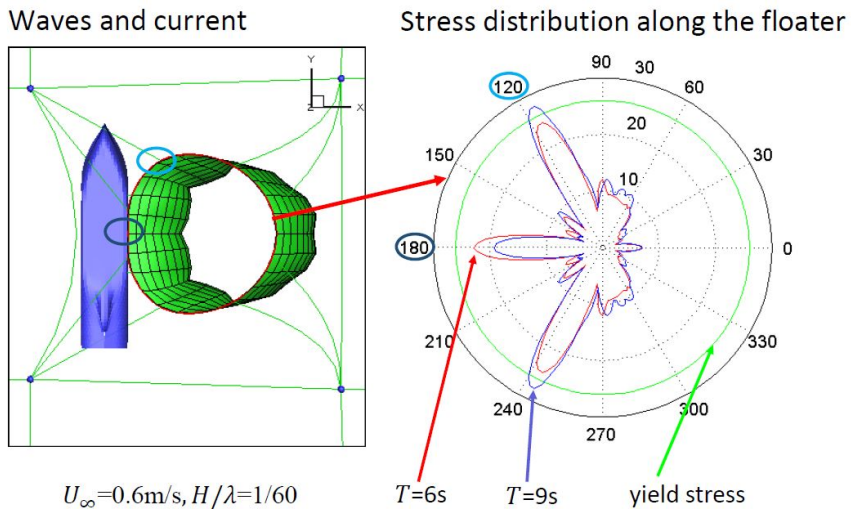 Waves and current
Stress distribution along the floater
Y
Z
X
90
120
60
30
20
10
150
30
180
0
210
330
240
300
270
U∞=0.6m/s, H/λ=1/60
T=6s
T=9s
yield stress